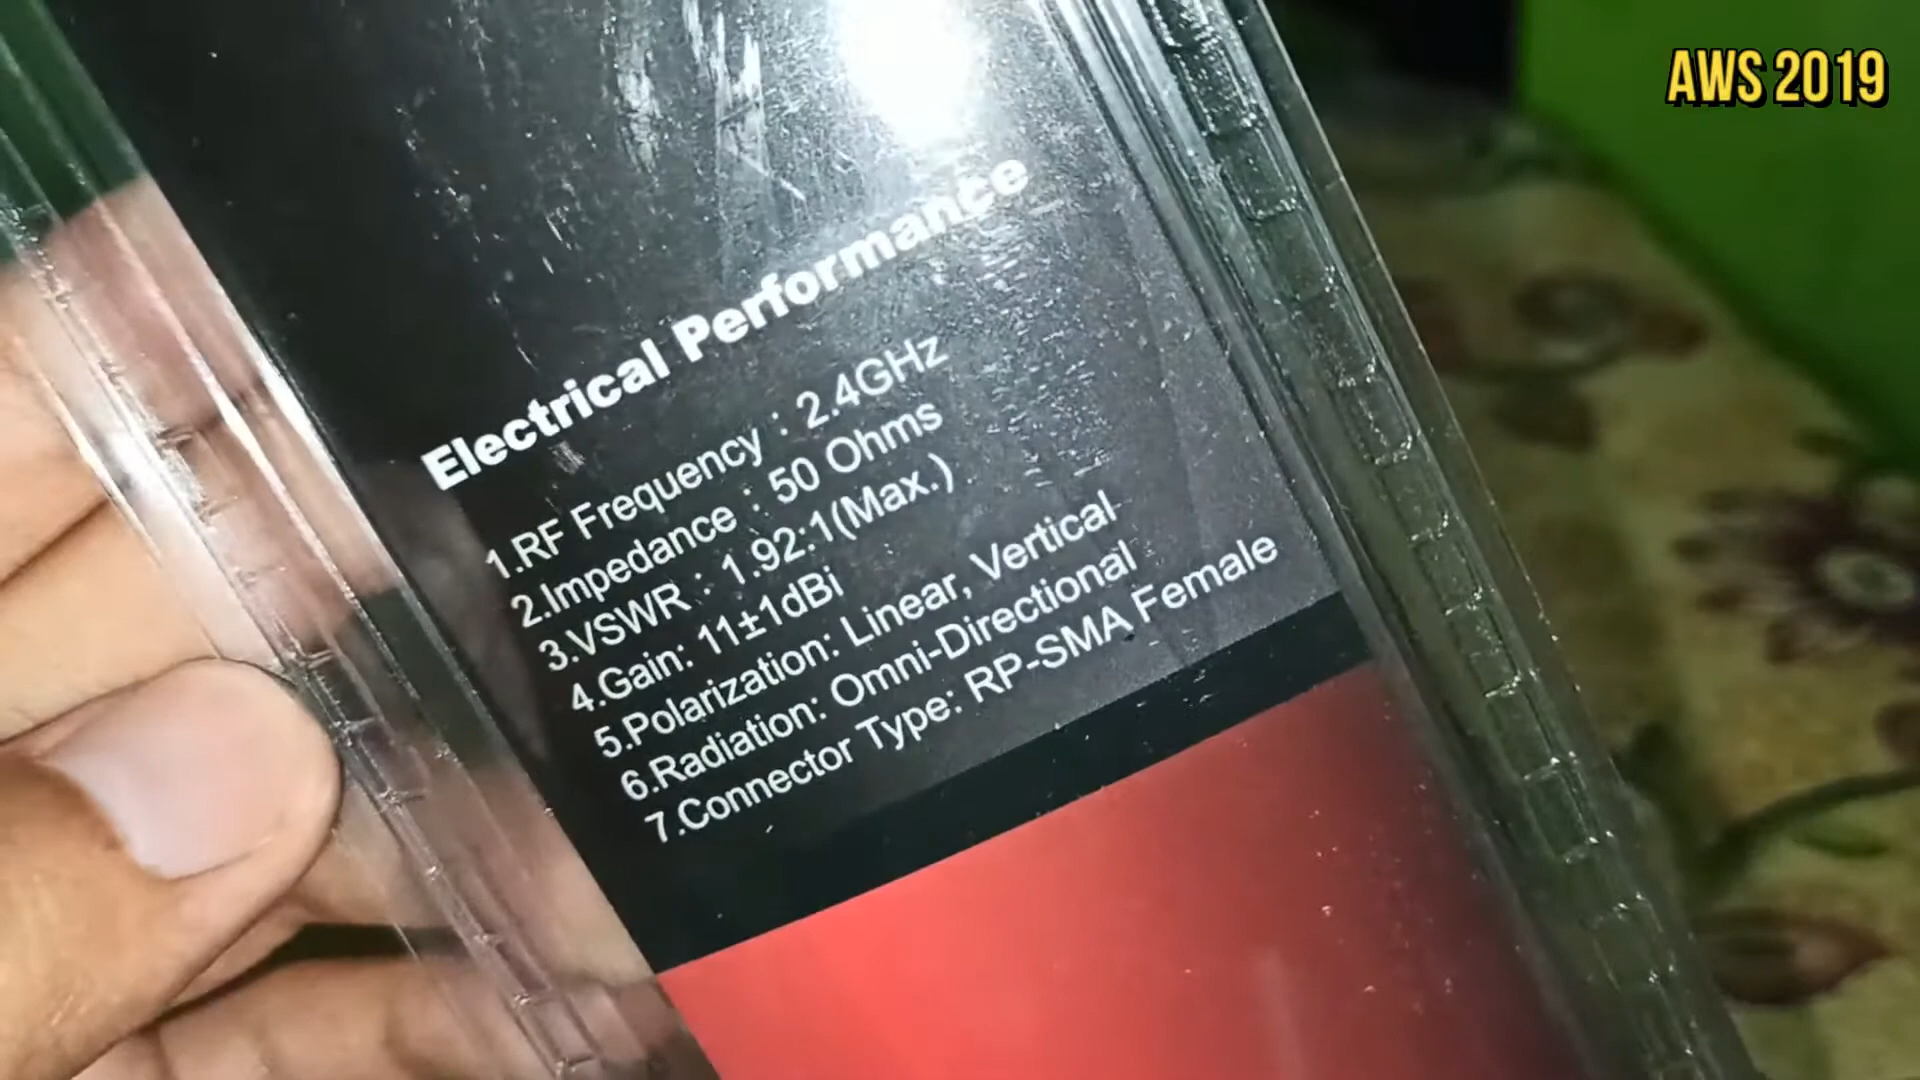 AWS 2019
Electrical Performance
1.RF Frequency : 2.4GHz
2.Impedance : 50 Ohms
3.VSWR : 1.92:1(Max.)
4.Gain: 11±1dBi
5.Polarization: Linear, Vertical
6.Radiation: Omni-Directional
7.Connector Type: RP-SMA Female